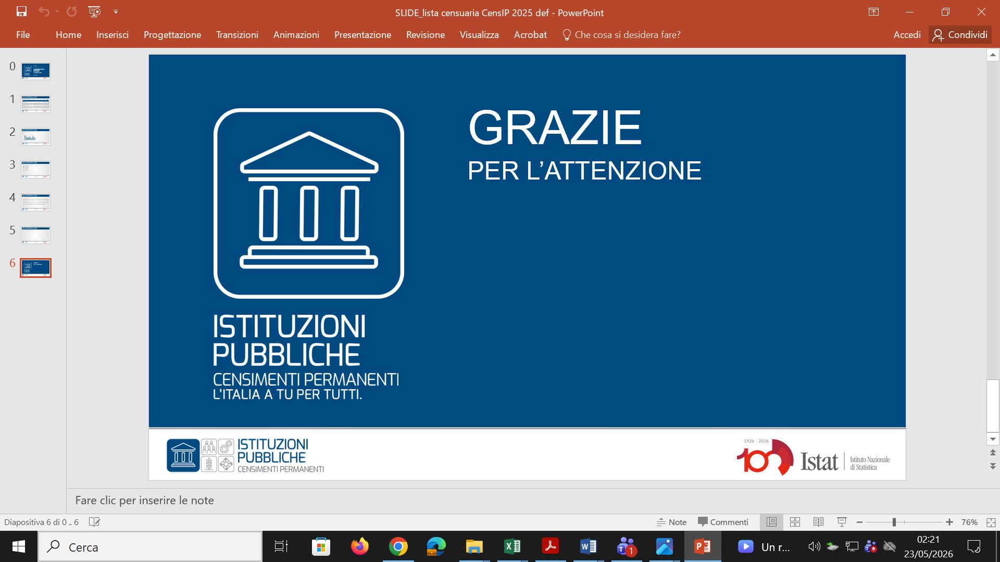 SLIDE_lista censuaria CensIP 2025 def - PowerPoint
File
Home
Inserisci
Progettazione
Transizioni
Animazioni
Presentazione
Revisione
Visualizza
Acrobat
Che cosa si desidera fare?
Accedi
Condividi
0
1
2
3
4
5
6
GRAZIE
PER L’ATTENZIONE
ISTITUZIONI
PUBBLICHE
CENSIMENTI PERMANENTI
L’ITALIA A TU PER TUTTI.
ISTITUZIONI
PUBBLICHE
CENSIMENTI PERMANENTI
1926 | 2026
100
Istat
Istituto Nazionale
di Statistica
Fare clic per inserire le note
Diapositiva 6 di 0 .. 6
Note
Commenti
76%
Cerca
1
Un r...
02:21
23/05/2026